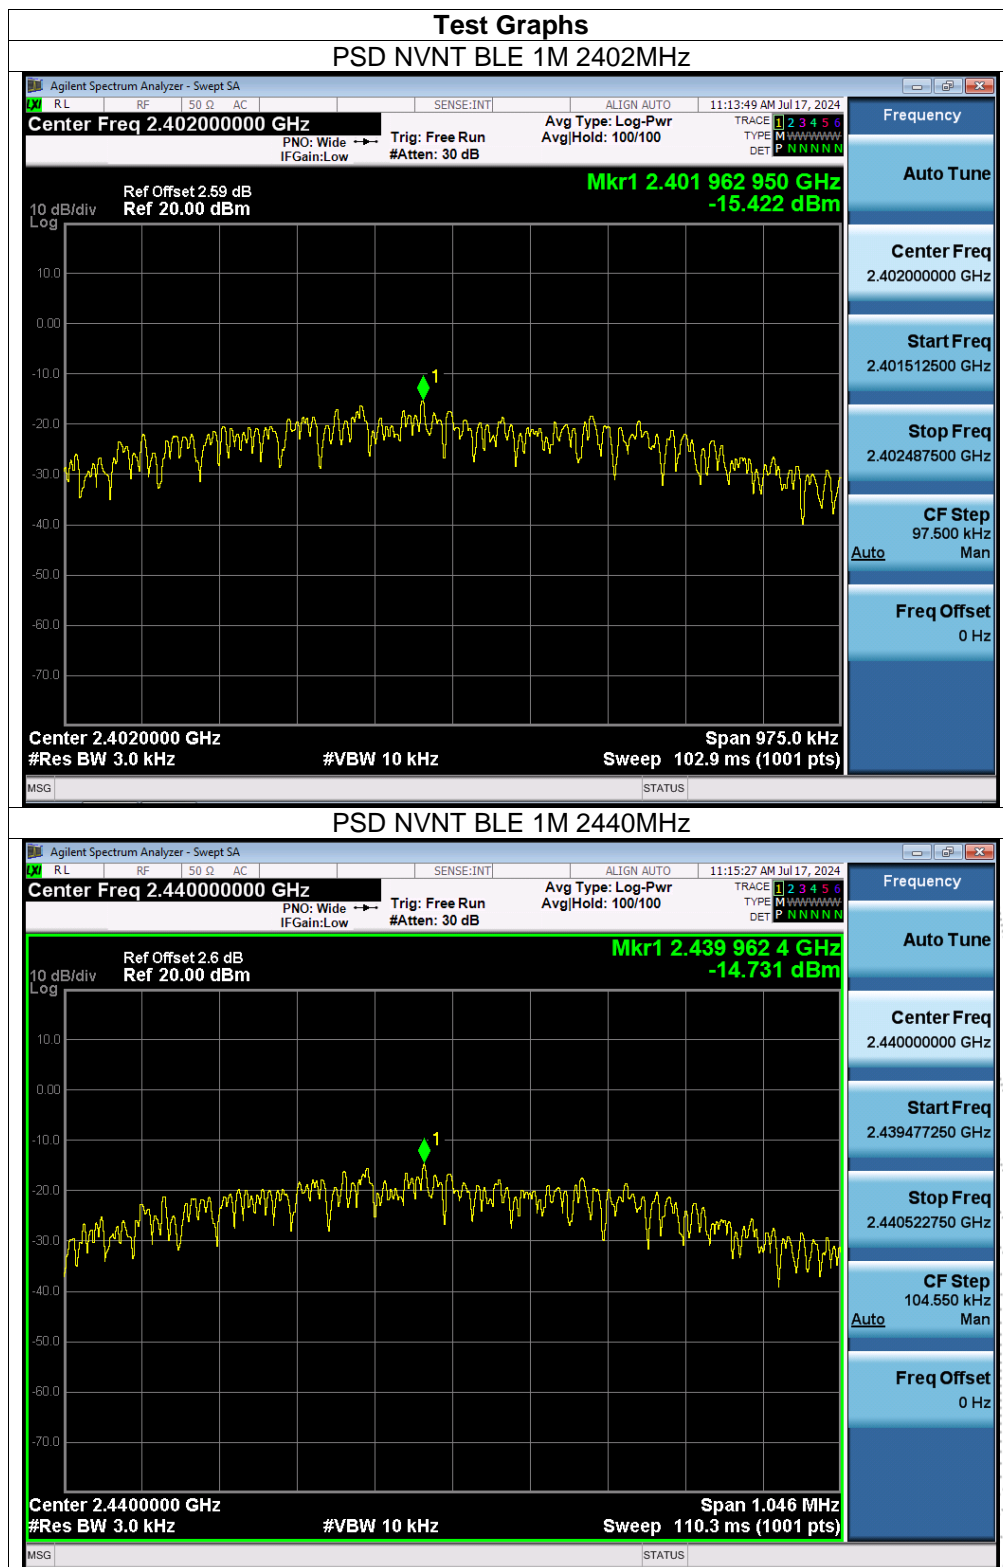 Test Graphs
PSD NVNT BLE 1M 2402MHz
Agilent Spectrum Analyzer - Swept SA
LXI RL RF 50 Ω AC SENSE:INT ALIGN AUTO 11:13:49 AM Jul 17, 2024
Center Freq 2.402000000 GHz
PNO: Wide
IFGain:Low
Trig: Free Run
#Atten: 30 dB
Avg Type: Log-Pwr
Avg|Hold: 100/100
TRACE 1 2 3 4 5 6
TYPE M WWWWW
DET P N N N N N
Frequency
Auto Tune
Center Freq
2.402000000 GHz
Start Freq
2.401512500 GHz
Stop Freq
2.402487500 GHz
CF Step
97.500 kHz
Auto Man
Freq Offset
0 Hz
Mkr1 2.401 962 950 GHz
-15.422 dBm
Ref Offset 2.59 dB
10 dB/div Ref 20.00 dBm
Log
10.0
0.00
-10.0
-20.0
-30.0
-40.0
-50.0
-60.0
-70.0
1
Center 2.4020000 GHz Span 975.0 kHz
#Res BW 3.0 kHz #VBW 10 kHz Sweep 102.9 ms (1001 pts)
MSG STATUS
PSD NVNT BLE 1M 2440MHz
Agilent Spectrum Analyzer - Swept SA
LXI RL RF 50 Ω AC SENSE:INT ALIGN AUTO 11:15:27 AM Jul 17, 2024
Center Freq 2.440000000 GHz
PNO: Wide
IFGain:Low
Trig: Free Run
#Atten: 30 dB
Avg Type: Log-Pwr
Avg|Hold: 100/100
TRACE 1 2 3 4 5 6
TYPE M WWWWW
DET P N N N N N
Frequency
Auto Tune
Center Freq
2.440000000 GHz
Start Freq
2.439477250 GHz
Stop Freq
2.440522750 GHz
CF Step
104.550 kHz
Auto Man
Freq Offset
0 Hz
Mkr1 2.439 962 4 GHz
-14.731 dBm
Ref Offset 2.6 dB
10 dB/div Ref 20.00 dBm
Log
10.0
0.00
-10.0
-20.0
-30.0
-40.0
-50.0
-60.0
-70.0
1
Center 2.4400000 GHz Span 1.046 MHz
#Res BW 3.0 kHz #VBW 10 kHz Sweep 110.3 ms (1001 pts)
MSG STATUS